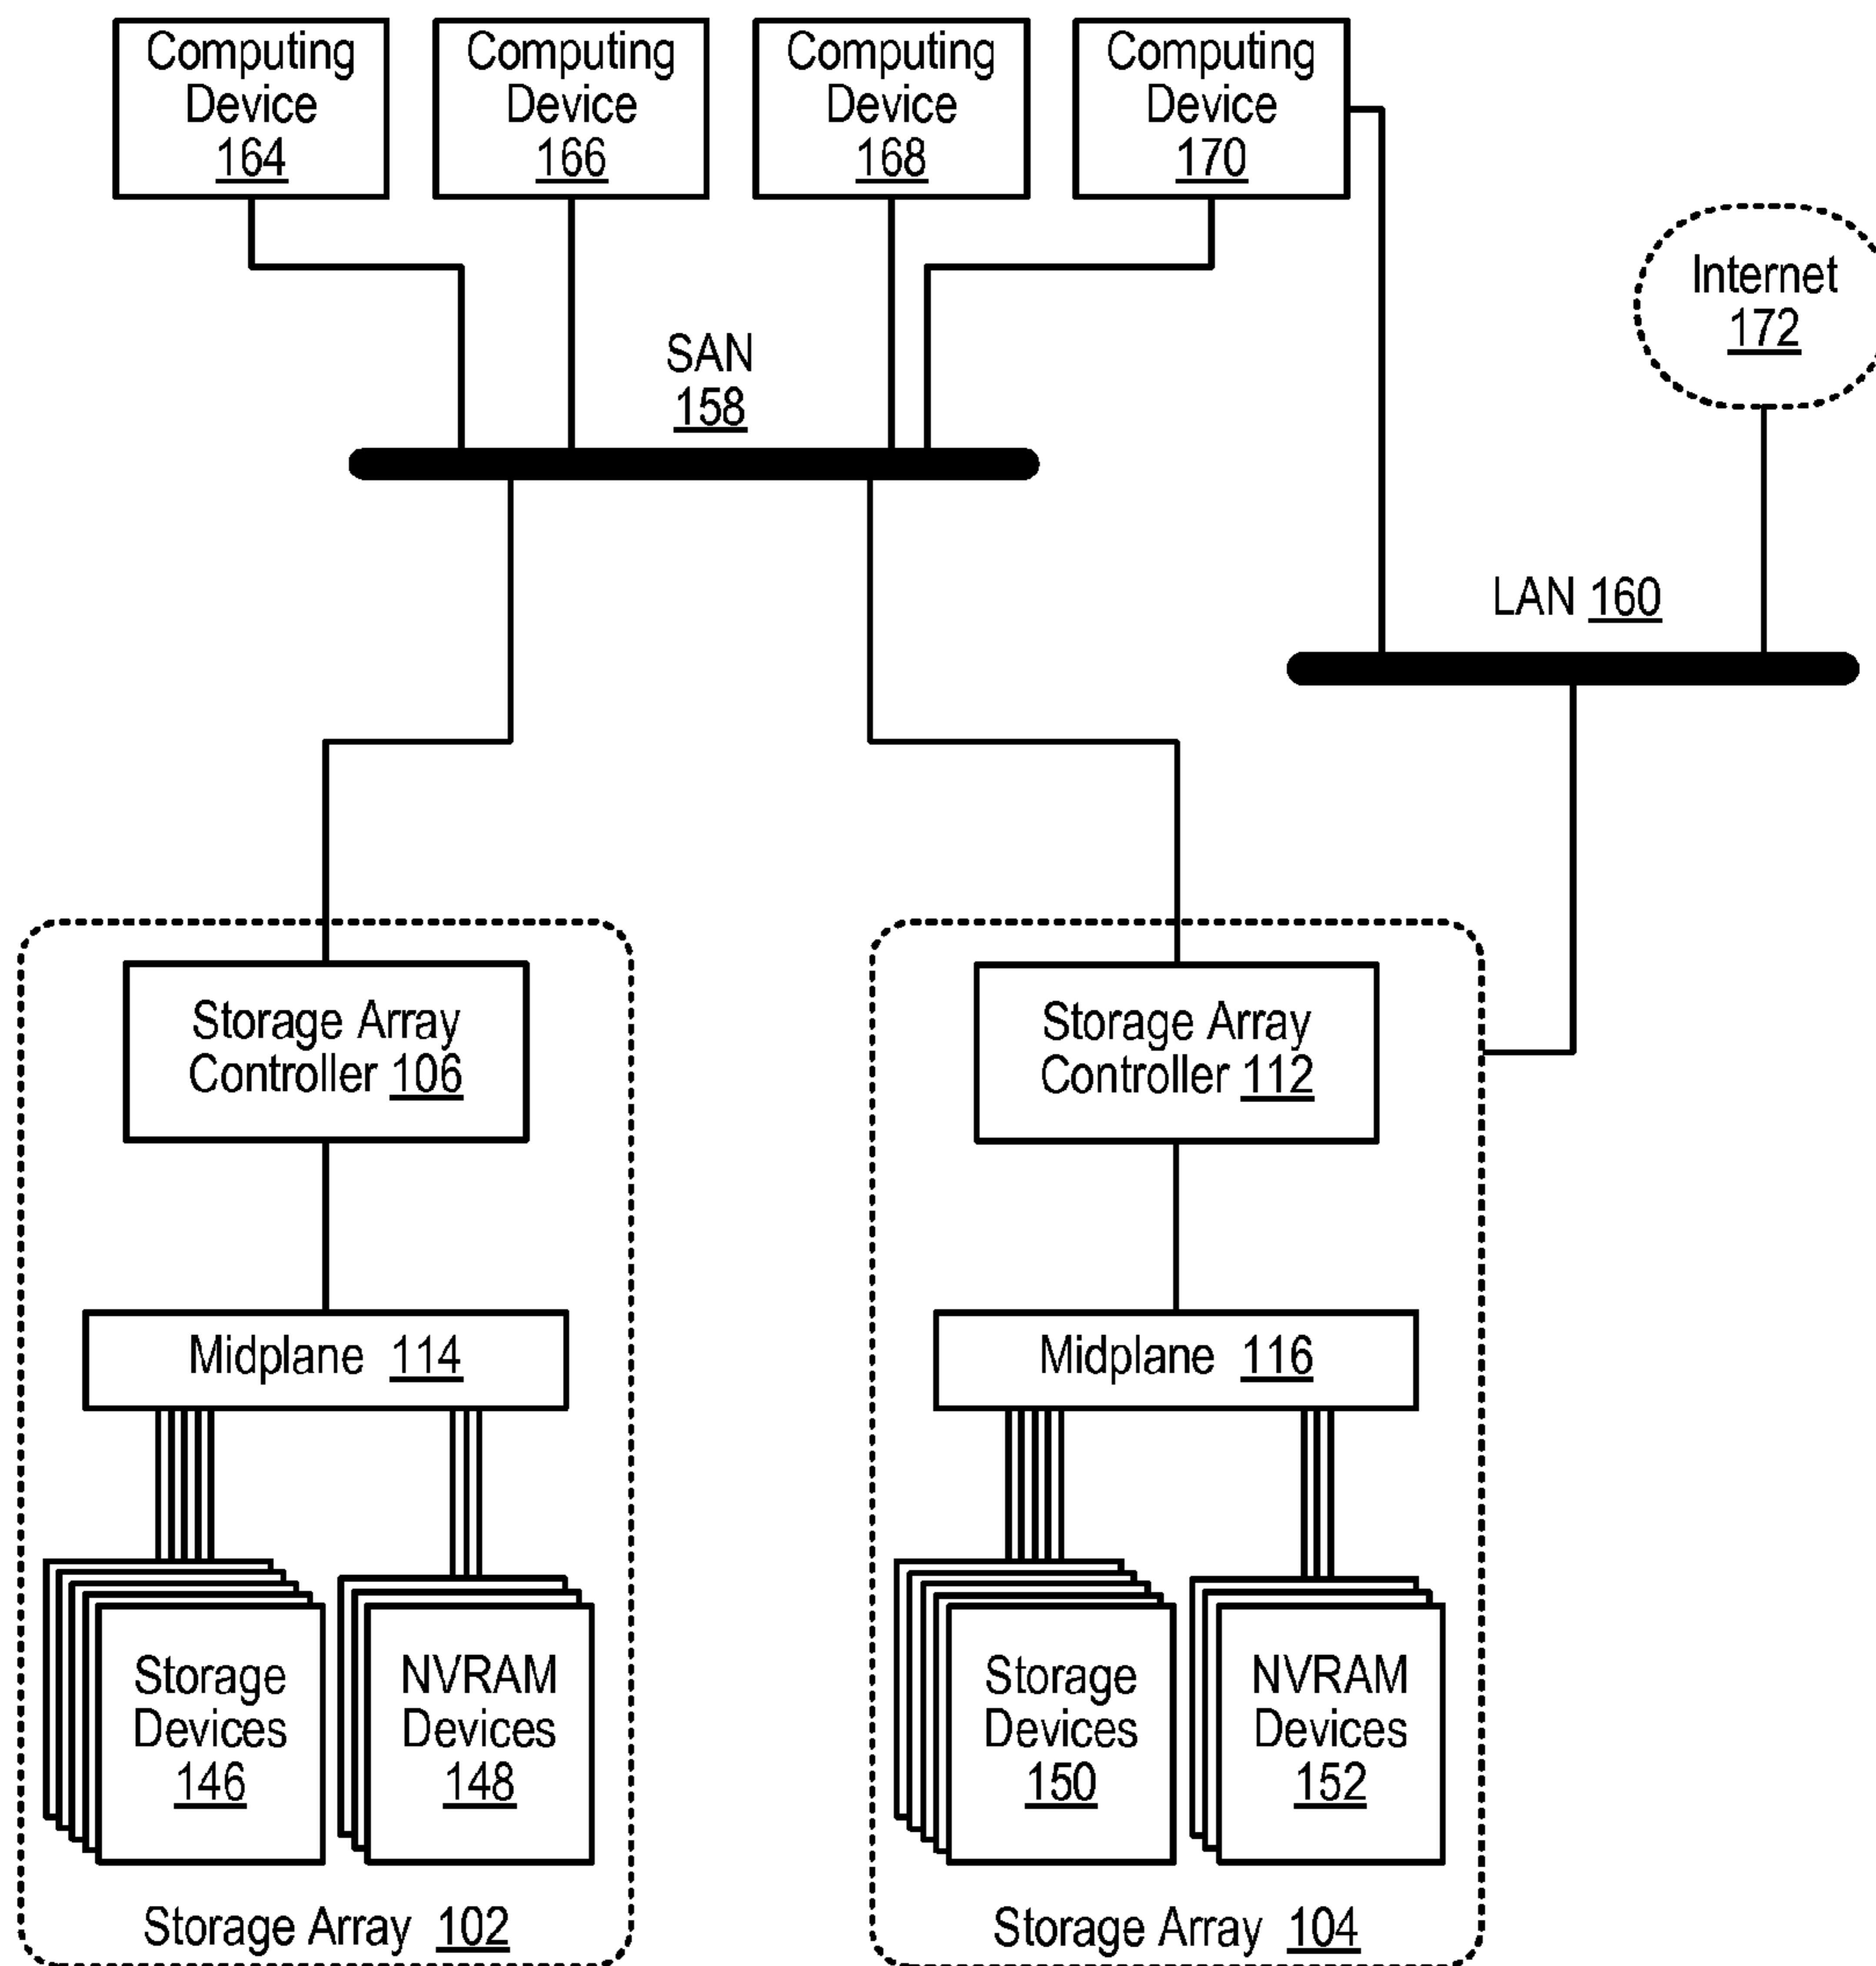 Computing
Device
164
Computing
Device
166
Computing
Device
168
Computing
Device
170
Internet
172
SAN
158
LAN 160
Storage Array
Controller 106
Storage Array
Controller 112
Midplane 114
Midplane 116
Storage
Devices
146
NVRAM
Devices
148
Storage
Devices
150
NVRAM
Devices
152
Storage Array 102
Storage Array 104